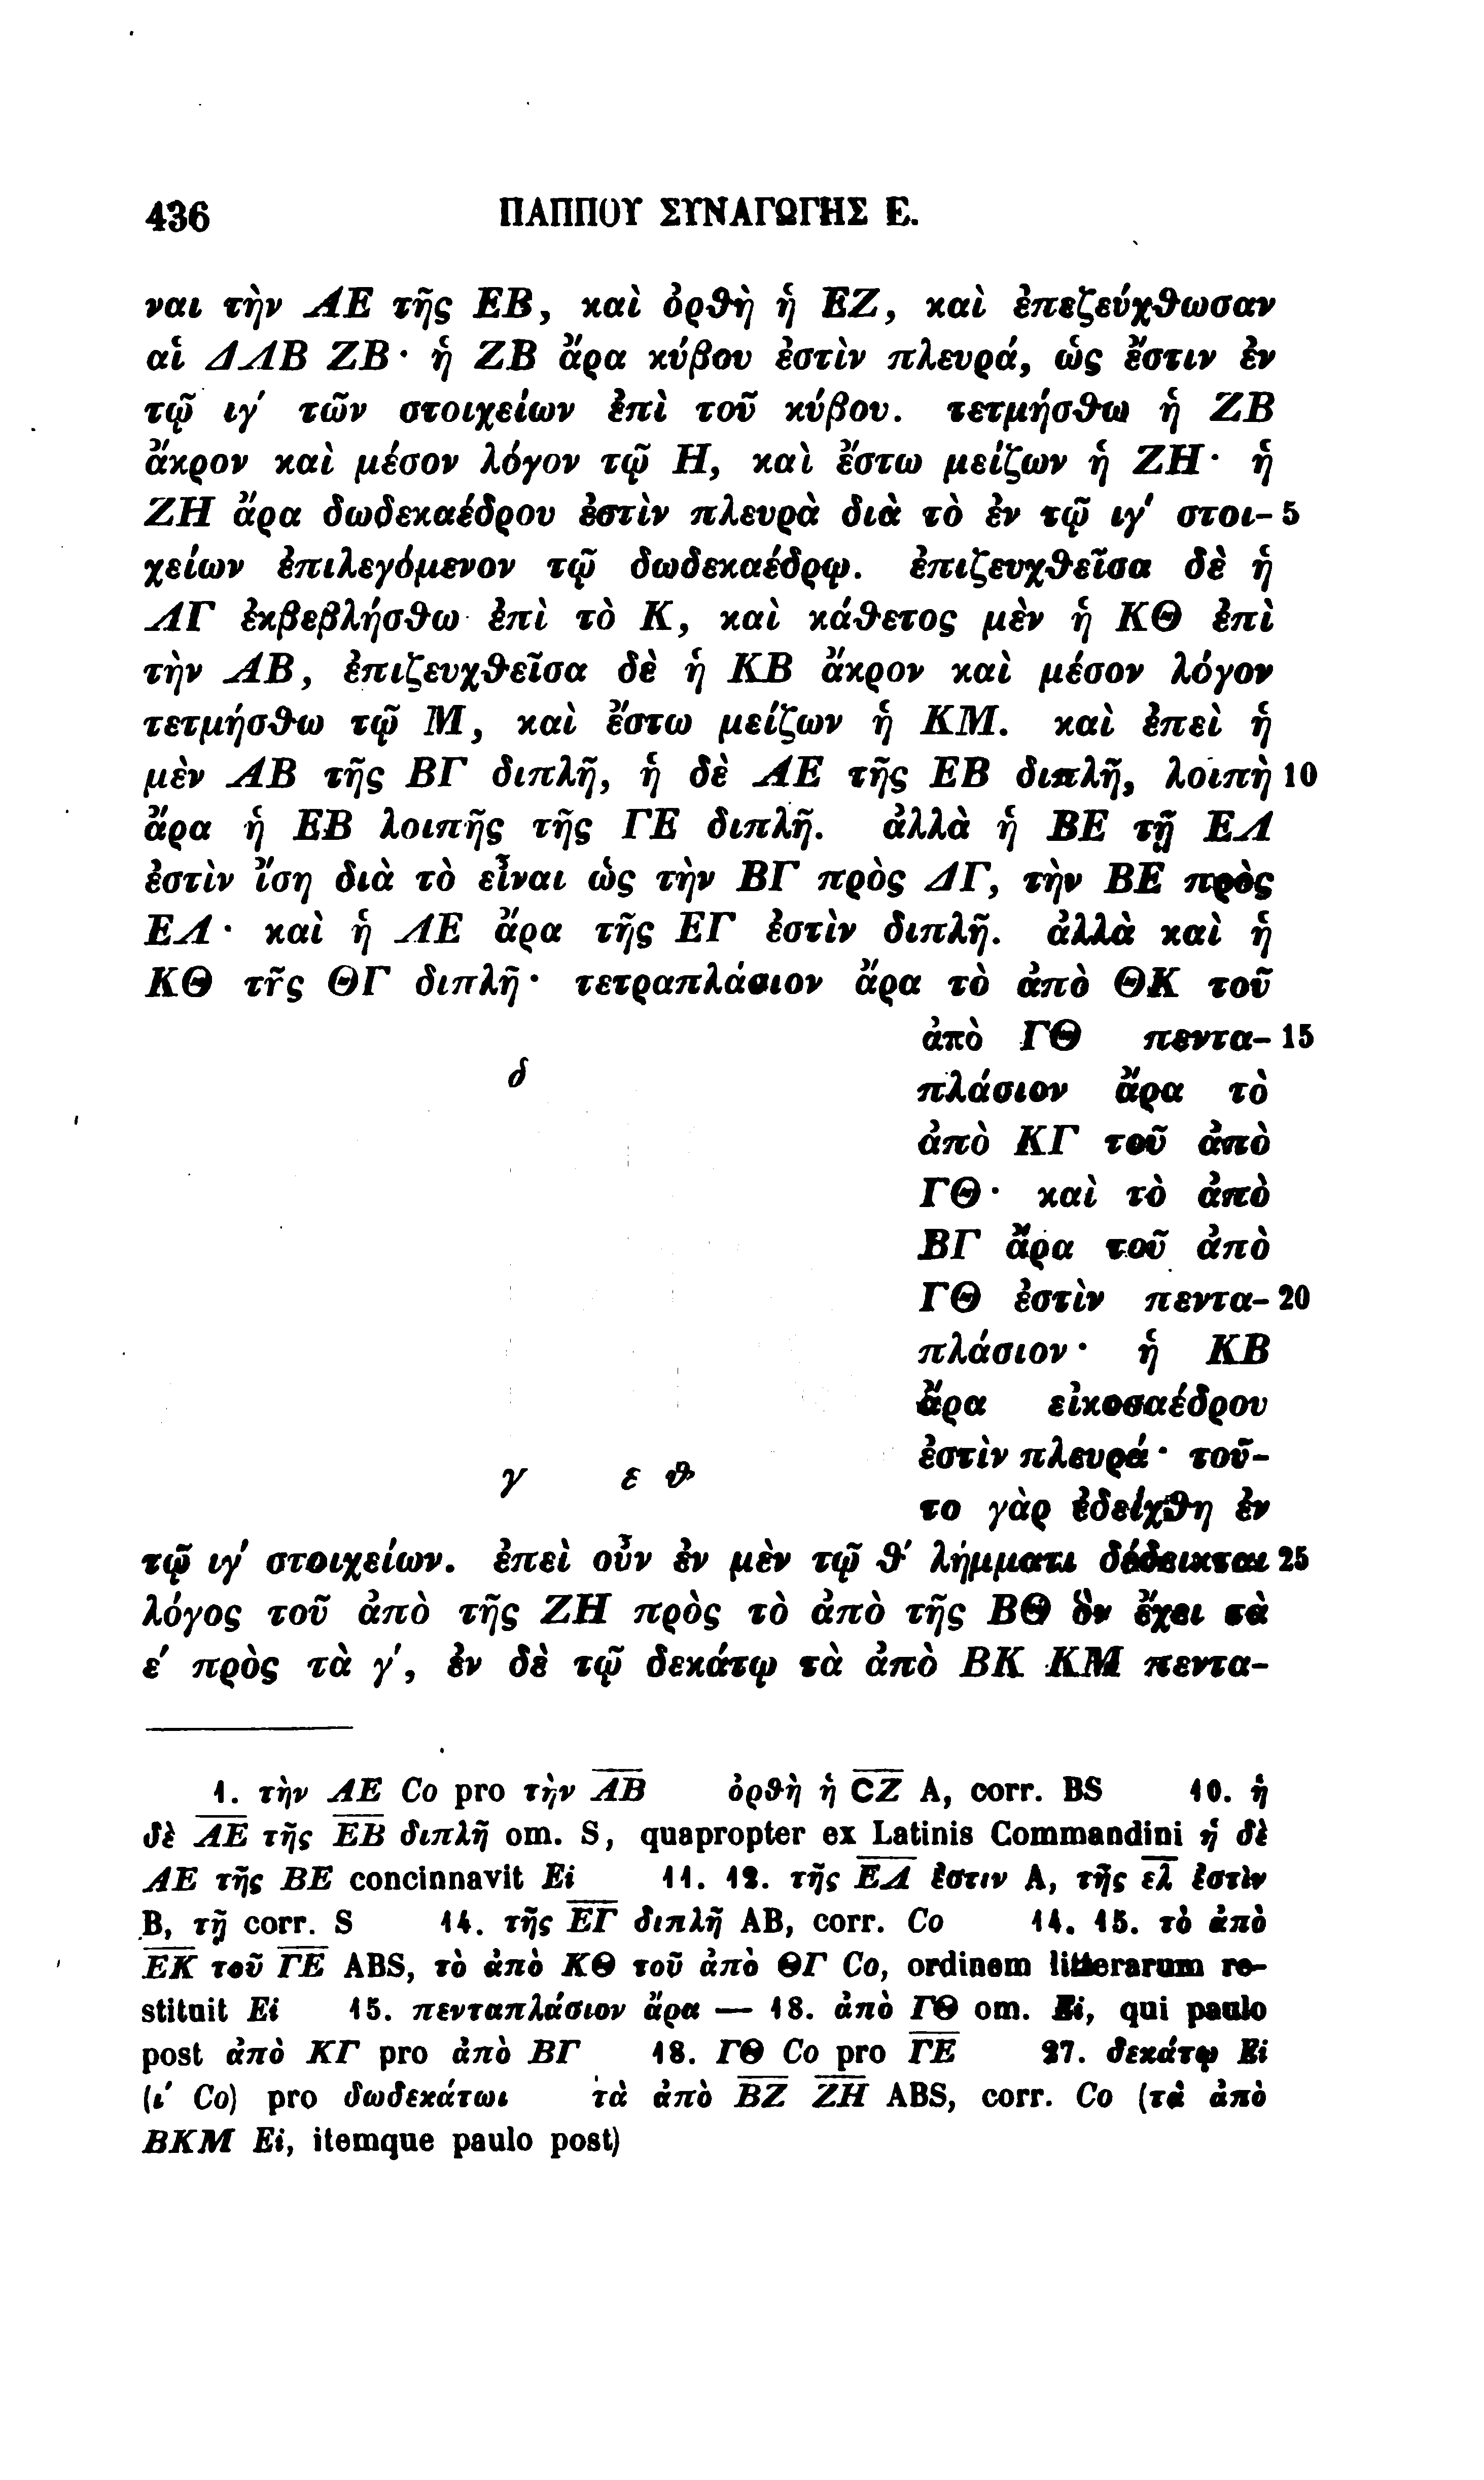 436 ΠΑΠΠΟΥ ΣΥΝΑΓΩΓΗΣ Ε.
ναι τὴν ΑΕ τῆς ΕΒ, καὶ ὀρθὴ ἡ ΕΖ, καὶ ἐπεζεύχθωσαν
αἱ ΔΛΒ ΖΒ· ἡ ΖΒ ἄρα κύβου ἐστὶν πλευρά, ὡς ἔστιν ἐν
τῷ ιγʹ τῶν στοιχείων ἐπὶ τοῦ κύβου. τετμήσθω ἡ ΖΒ
ἄκρον καὶ μέσον λόγον τῷ Η, καὶ ἔστω μείζων ἡ ΖΗ· ἡ
ΖΗ ἄρα δωδεκαέδρου ἐστὶν πλευρὰ διὰ τὸ ἐν τῷ ιγʹ στοι- 5
χείων ἐπιλεγόμενον τῷ δωδεκαέδρῳ. ἐπιζευχθεῖσα δὲ ἡ
ΛΓ ἐκβεβλήσθω ἐπὶ τὸ Κ, καὶ κάθετος μὲν ἡ ΚΘ ἐπὶ
τὴν ΑΒ, ἐπιζευχθεῖσα δὲ ἡ ΚΒ ἄκρον καὶ μέσον λόγον
τετμήσθω τῷ Μ, καὶ ἔστω μείζων ἡ ΚΜ. καὶ ἐπεὶ ἡ
μὲν ΑΒ τῆς ΒΓ διπλῆ, ἡ δὲ ΑΕ τῆς ΕΒ διπλῆ, λοιπὴ 10
ἄρα ἡ ΕΒ λοιπῆς τῆς ΓΕ διπλῆ. ἀλλὰ ἡ ΒΕ τῇ ΕΛ
ἐστὶν ἴση διὰ τὸ εἶναι ὡς τὴν ΒΓ πρὸς ΔΓ, τὴν ΒΕ πρὸς
ΕΛ· καὶ ἡ ΛΕ ἄρα τῆς ΕΓ ἐστὶν διπλῆ. ἀλλὰ καὶ ἡ
ΚΘ τῆς ΘΓ διπλῆ· τετραπλάσιον ἄρα τὸ ἀπὸ ΘΚ τοῦ
ἀπὸ ΓΘ πεντα- 15
δ
πλάσιον ἄρα τὸ
ἀπὸ ΚΓ τοῦ ἀπὸ
ΓΘ· καὶ τὸ ἀπὸ
ΒΓ ἄρα τοῦ ἀπὸ
ΓΘ ἐστὶν πεντα- 20
πλάσιον· ἡ ΚΒ
ἄρα εἰκοσαέδρου
ἐστὶν πλευρά· τοῦ-
γ ε θ
το γὰρ ἐδείχθη ἐν
τῷ ιγʹ στοιχείων. ἐπεὶ οὖν ἐν μὲν τῷ θʹ λήμματι δέδεικται 25
λόγος τοῦ ἀπὸ τῆς ΖΗ πρὸς τὸ ἀπὸ τῆς ΒΘ ὃν ἔχει τὰ
εʹ πρὸς τὰ γʹ, ἐν δὲ τῷ δεκάτῳ τὰ ἀπὸ ΒΚ ΚΜ πεντα-
1. τὴν ΑΕ Co pro τὴν Α͞Β ὀρθὴ ἡ C͞Ζ A, corr. BS 10. ἡ
δὲ Α͞Ε τῆς Ε͞Β διπλῆ om. S, quapropter ex Latinis Commandini ἡ δὲ
ΑΕ τῆς ΒΕ concinnavit Ei 11. 12. τῆς Ε͞Λ ἐστιν A, τῆς ε͞λ ἐστὶν
B, τῇ corr. S 14. τῆς Ε͞Γ διπλῆ AB, corr. Co 14. 15. τὸ ἀπὸ
Ε͞Κ τοῦ Γ͞Ε ABS, τὸ ἀπὸ ΚΘ τοῦ ἀπὸ ΘΓ Co, ordinem litterarum re-
stituit Ei 15. πενταπλάσιον ἄρα — 18. ἀπὸ ΓΘ om. Ei, qui paulo
post ἀπὸ ΚΓ pro ἀπὸ ΒΓ 18. ΓΘ Co pro Γ͞Ε 27. δεκάτῳ Ei
(ιʹ Co) pro δωδεκάτωι τὰ ἀπὸ Β͞Ζ Ζ͞Η ABS, corr. Co (τὰ ἀπὸ
ΒΚΜ Ei, itemque paulo post)